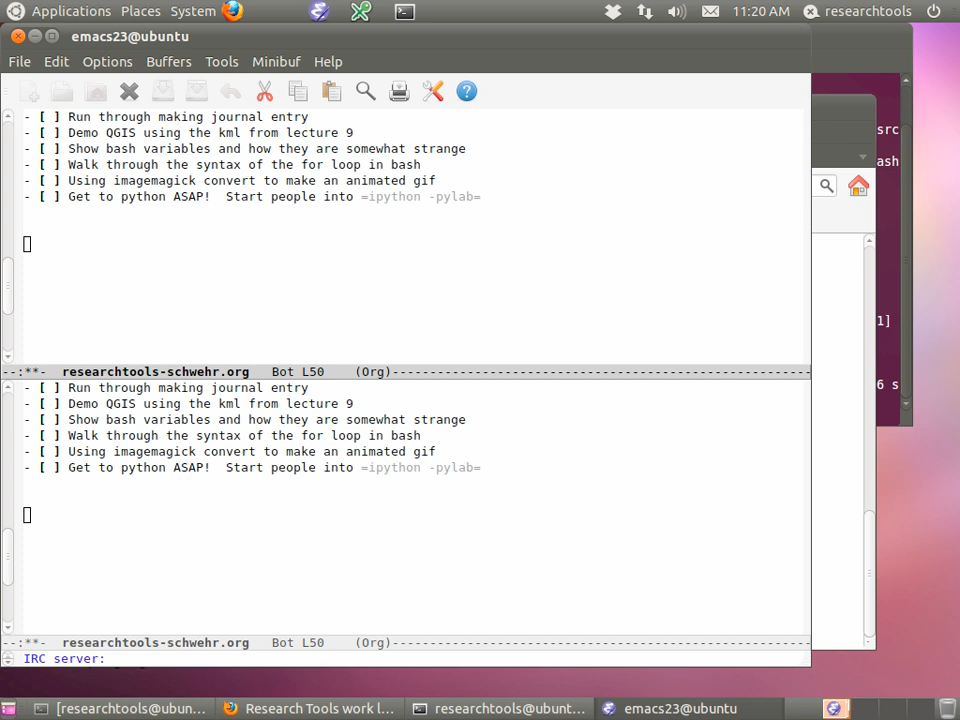 Applications Places System 11:20 AM researchtools
emacs23@ubuntu
File Edit Options Buffers Tools Minibuf Help
- [ ] Run through making journal entry
- [ ] Demo QGIS using the kml from lecture 9
- [ ] Show bash variables and how they are somewhat strange
- [ ] Walk through the syntax of the for loop in bash
- [ ] Using imagemagick convert to make an animated gif
- [ ] Get to python ASAP!  Start people into =ipython -pylab=
src
ash
1]
6 s
--:**-  researchtools-schwehr.org   Bot L50    (Org)--------------------------------------------------------
- [ ] Run through making journal entry
- [ ] Demo QGIS using the kml from lecture 9
- [ ] Show bash variables and how they are somewhat strange
- [ ] Walk through the syntax of the for loop in bash
- [ ] Using imagemagick convert to make an animated gif
- [ ] Get to python ASAP!  Start people into =ipython -pylab=
--:**-  researchtools-schwehr.org   Bot L50    (Org)--------------------------------------------------------
IRC server:
[researchtools@ubun... Research Tools work l... researchtools@ubunt... emacs23@ubuntu